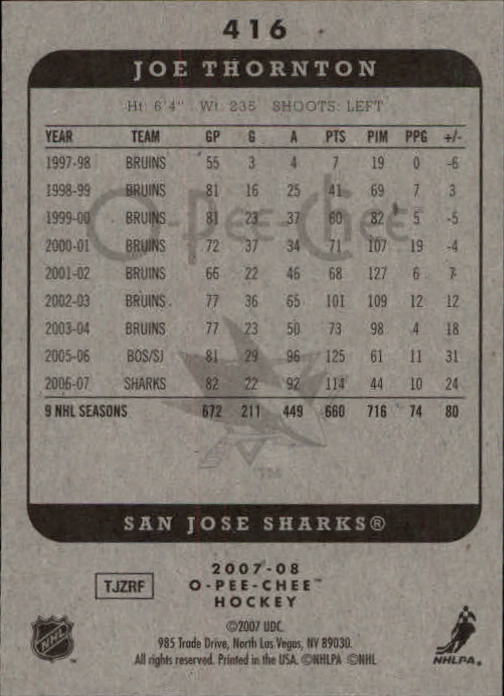 416
JOE THORNTON
Ht: 6'4" Wt: 235 SHOOTS: LEFT
YEAR TEAM GP G A PTS PIM PPG +/-
1997-98 BRUINS 55 3 4 7 19 0 -6
1998-99 BRUINS 81 16 25 41 69 7 3
1999-00 BRUINS 81 23 37 60 82 5 -5
2000-01 BRUINS 72 37 34 71 107 19 -4
2001-02 BRUINS 66 22 46 68 127 6 7
2002-03 BRUINS 77 36 65 101 109 12 12
2003-04 BRUINS 77 23 50 73 98 4 18
2005-06 BOS/SJ 81 29 96 125 61 11 31
2006-07 SHARKS 82 22 92 114 44 10 24
9 NHL SEASONS 672 211 449 660 716 74 80
O-Pee-Chee
TM
SAN JOSE SHARKS®
2007-08
TJZRF O-PEE-CHEE™
HOCKEY
©2007 UDC.
985 Trade Drive, North Las Vegas, NV 89030.
All rights reserved. Printed in the USA. ©NHLPA ©NHL
NHL ™
NHLPA®